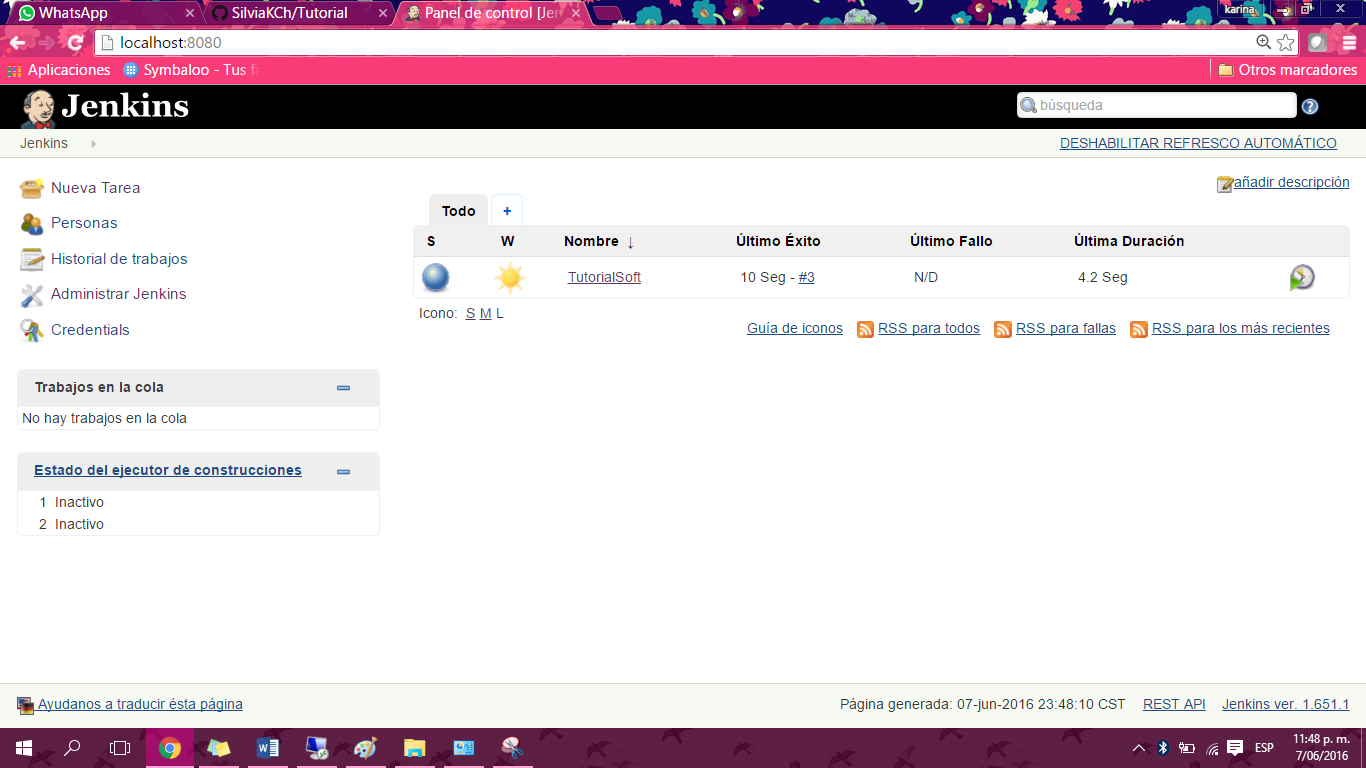 WhatsApp
SilviaKCh/Tutorial
Panel de control [Jen
karina
localhost:8080
Aplicaciones
Symbaloo - Tus fa
Otros marcadores
Jenkins
búsqueda
Jenkins
DESHABILITAR REFRESCO AUTOMÁTICO
Nueva Tarea
Personas
Historial de trabajos
Administrar Jenkins
Credentials
Trabajos en la cola
No hay trabajos en la cola
Estado del ejecutor de construcciones
1 Inactivo
2 Inactivo
añadir descripción
Todo +
S W Nombre ↓ Último Éxito Último Fallo Última Duración
TutorialSoft 10 Seg - #3 N/D 4.2 Seg
Icono: S M L
Guía de iconos RSS para todos RSS para fallas RSS para los más recientes
Ayudanos a traducir ésta página
Página generada: 07-jun-2016 23:48:10 CST REST API Jenkins ver. 1.651.1
ESP
11:48 p. m.
7/06/2016